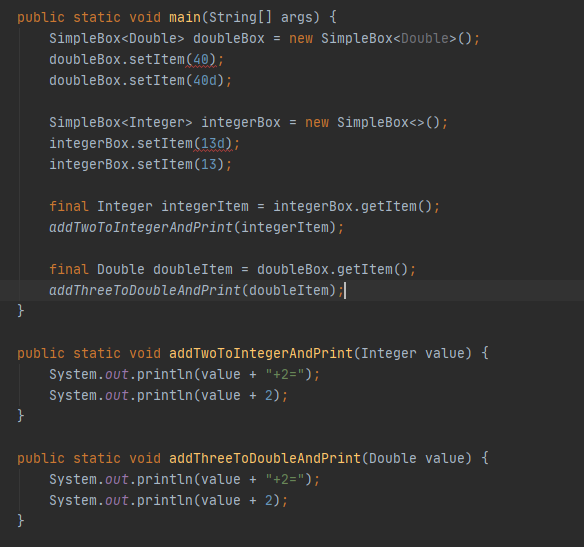 public static void main(String[] args) {
    SimpleBox<Double> doubleBox = new SimpleBox<Double>();
    doubleBox.setItem(40);
    doubleBox.setItem(40d);

    SimpleBox<Integer> integerBox = new SimpleBox<>();
    integerBox.setItem(13d);
    integerBox.setItem(13);

    final Integer integerItem = integerBox.getItem();
    addTwoToIntegerAndPrint(integerItem);

    final Double doubleItem = doubleBox.getItem();
    addThreeToDoubleAndPrint(doubleItem);
}

public static void addTwoToIntegerAndPrint(Integer value) {
    System.out.println(value + "+2=");
    System.out.println(value + 2);
}

public static void addThreeToDoubleAndPrint(Double value) {
    System.out.println(value + "+2=");
    System.out.println(value + 2);
}